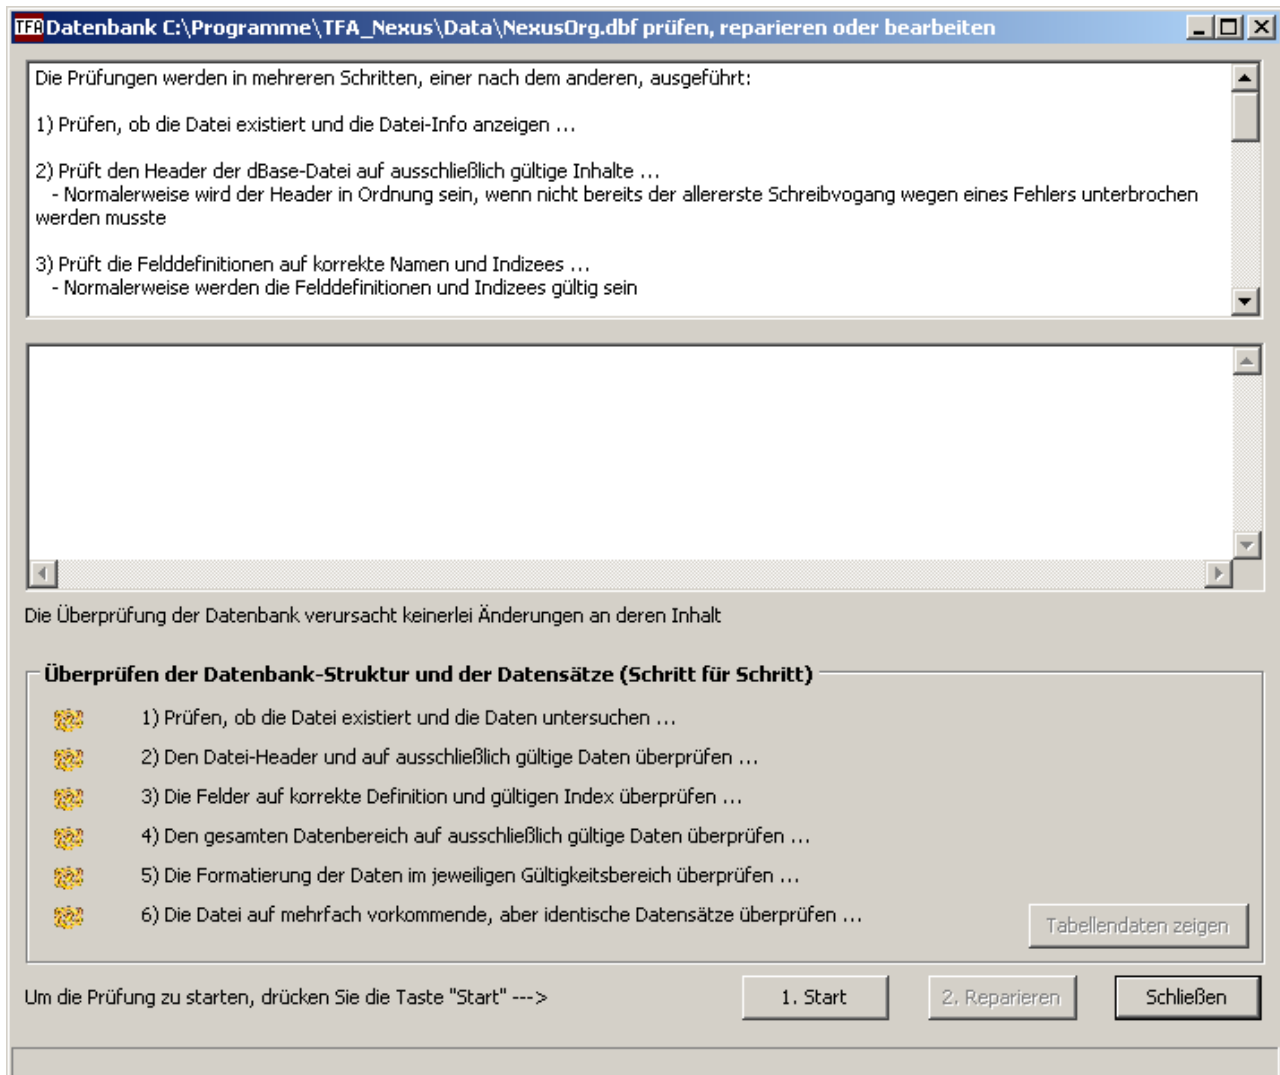 TFA Datenbank C:\Programme\TFA_Nexus\Data\NexusOrg.dbf prüfen, reparieren oder bearbeiten
Die Prüfungen werden in mehreren Schritten, einer nach dem anderen, ausgeführt:
1) Prüfen, ob die Datei existiert und die Datei-Info anzeigen ...
2) Prüft den Header der dBase-Datei auf ausschließlich gültige Inhalte ...
- Normalerweise wird der Header in Ordnung sein, wenn nicht bereits der allererste Schreibvogang wegen eines Fehlers unterbrochen
werden musste
3) Prüft die Felddefinitionen auf korrekte Namen und Indizees ...
- Normalerweise werden die Felddefinitionen und Indizees gültig sein
Die Überprüfung der Datenbank verursacht keinerlei Änderungen an deren Inhalt
Überprüfen der Datenbank-Struktur und der Datensätze (Schritt für Schritt)
1) Prüfen, ob die Datei existiert und die Daten untersuchen ...
2) Den Datei-Header und auf ausschließlich gültige Daten überprüfen ...
3) Die Felder auf korrekte Definition und gültigen Index überprüfen ...
4) Den gesamten Datenbereich auf ausschließlich gültige Daten überprüfen ...
5) Die Formatierung der Daten im jeweiligen Gültigkeitsbereich überprüfen ...
6) Die Datei auf mehrfach vorkommende, aber identische Datensätze überprüfen ...
Tabellendaten zeigen
Um die Prüfung zu starten, drücken Sie die Taste "Start" --->
1. Start
2. Reparieren
Schließen